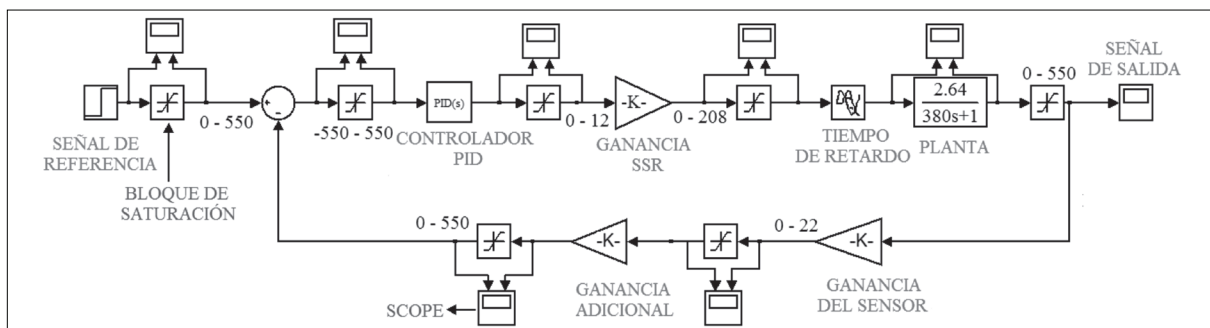 SEÑAL DE
REFERENCIA
BLOQUE DE
SATURACIÓN
0 - 550
+
-
-550 - 550
PID(s)
CONTROLADOR
PID
0 - 12
-K-
GANANCIA
SSR
0 - 208
TIEMPO
DE RETARDO
2.64
380s+1
PLANTA
0 - 550
SEÑAL
DE SALIDA
0 - 550
-K-
0 - 22
-K-
SCOPE
GANANCIA
ADICIONAL
GANANCIA
DEL SENSOR